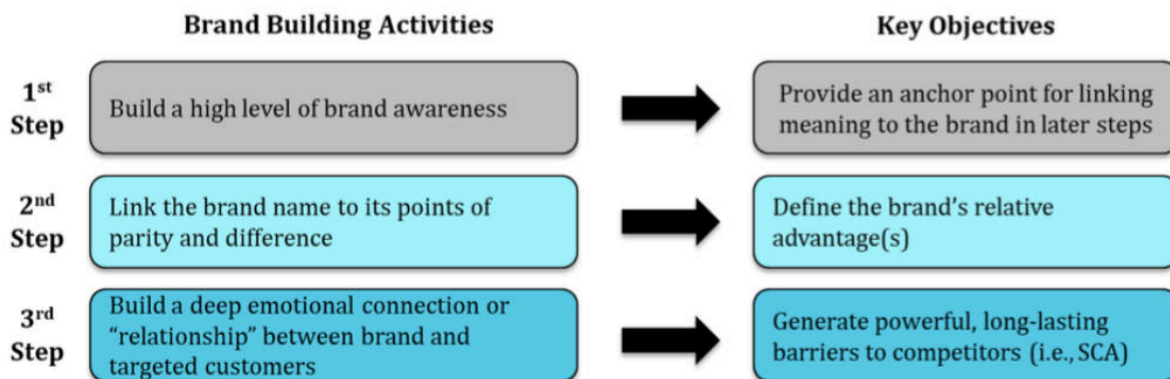 Brand Building Activities
Key Objectives
1st
Step
Build a high level of brand awareness
Provide an anchor point for linking
meaning to the brand in later steps
2nd
Step
Link the brand name to its points of
parity and difference
Define the brand's relative
advantage(s)
3rd
Step
Build a deep emotional connection or
"relationship" between brand and
targeted customers
Generate powerful, long-lasting
barriers to competitors (i.e., SCA)